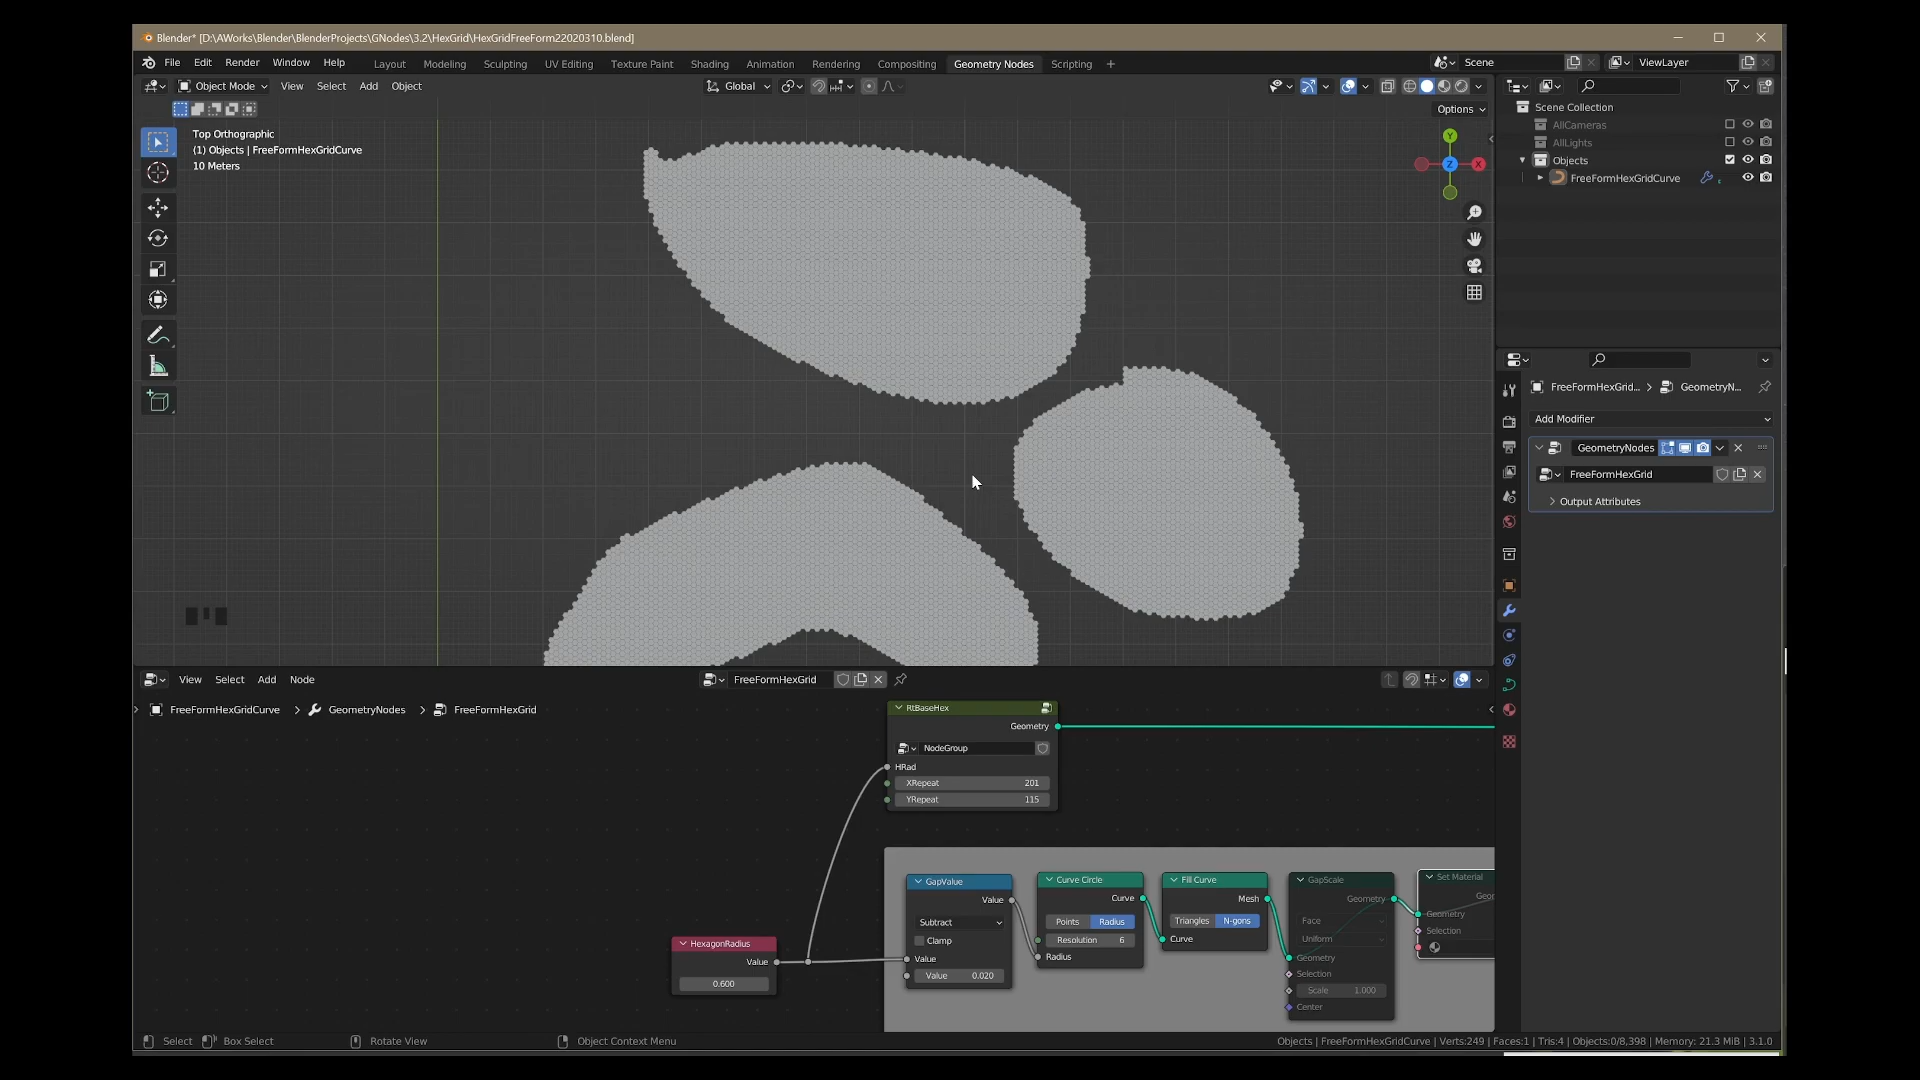 Blender* [D:\AWorks\Blender\BlenderProjects\GNodes\3.2\HexGrid\HexGridFreeForm22020310.blend]
File Edit Render Window Help Layout Modeling Sculpting UV Editing Texture Paint Shading Animation Rendering Compositing Geometry Nodes Scripting + Scene ViewLayer
Object Mode View Select Add Object Global
Options
Top Orthographic
(1) Objects | FreeFormHexGridCurve
10 Meters
Y
X
Z
Scene Collection
AllCameras
AllLights
Objects
FreeFormHexGridCurve
FreeFormHexGrid... > GeometryN...
Add Modifier
GeometryNodes
FreeFormHexGrid
Output Attributes
View Select Add Node FreeFormHexGrid
FreeFormHexGridCurve > GeometryNodes > FreeFormHexGrid
RtBaseHex
Geometry
NodeGroup
HRad
XRepeat 201
YRepeat 115
HexagonRadius
Value
0.600
GapValue
Value
Subtract
Clamp
Value
Value 0.020
Curve Circle
Curve
Points Radius
Resolution 6
Radius
Fill Curve
Mesh
Triangles N-gons
Curve
GapScale
Geometry
Face
Uniform
Geometry
Selection
Scale 1.000
Center
Set Material
Geor
Geometry
Selection
Select Box Select Rotate View Object Context Menu
Objects | FreeFormHexGridCurve | Verts:249 | Faces:1 | Tris:4 | Objects:0/8,398 | Memory: 21.3 MiB | 3.1.0